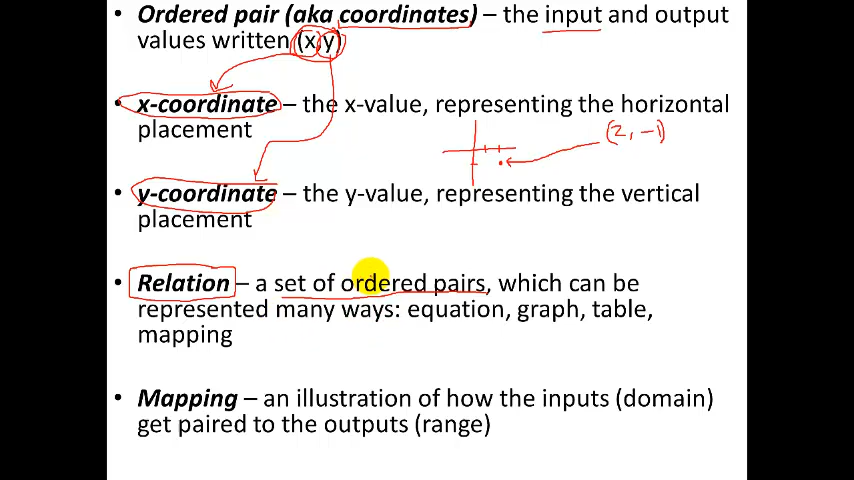 • Ordered pair (aka coordinates) – the input and output
values written (x,y)
• x-coordinate – the x-value, representing the horizontal
placement
(2, -1)
• y-coordinate – the y-value, representing the vertical
placement
• Relation – a set of ordered pairs, which can be
represented many ways: equation, graph, table,
mapping
• Mapping – an illustration of how the inputs (domain)
get paired to the outputs (range)